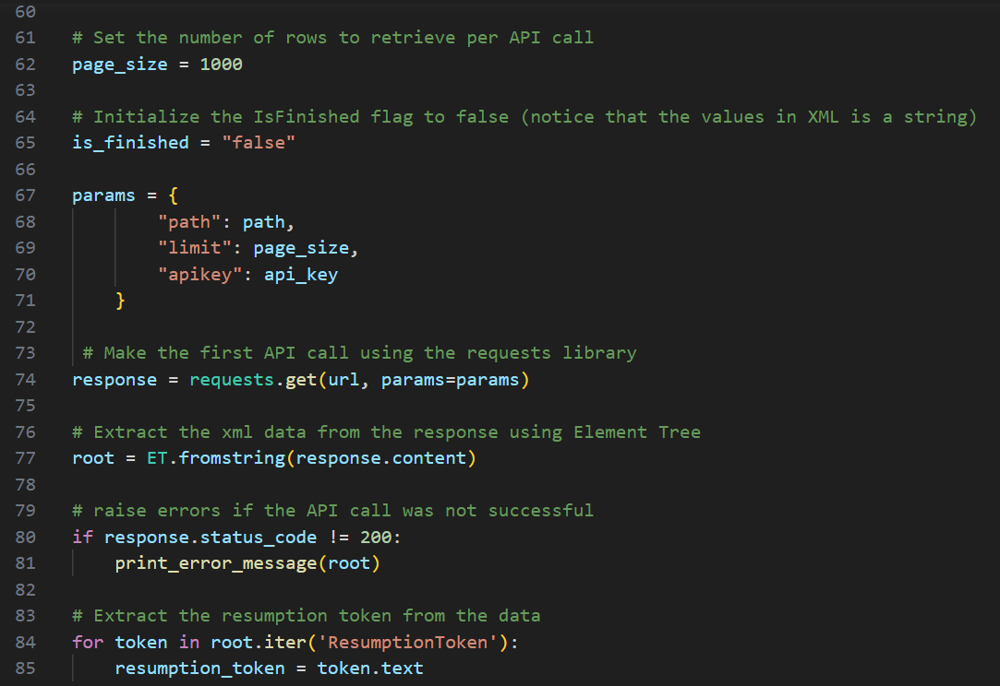 60
61 # Set the number of rows to retrieve per API call
62 page_size = 1000
63
64 # Initialize the IsFinished flag to false (notice that the values in XML is a string)
65 is_finished = "false"
66
67 params = {
68         "path": path,
69         "limit": page_size,
70         "apikey": api_key
71     }
72
73  # Make the first API call using the requests library
74 response = requests.get(url, params=params)
75
76 # Extract the xml data from the response using Element Tree
77 root = ET.fromstring(response.content)
78
79 # raise errors if the API call was not successful
80 if response.status_code != 200:
81     print_error_message(root)
82
83 # Extract the resumption token from the data
84 for token in root.iter('ResumptionToken'):
85     resumption_token = token.text